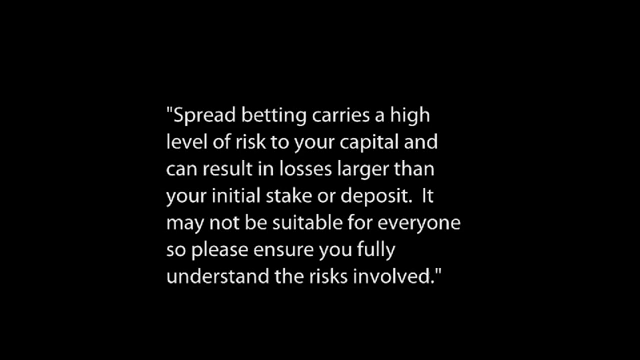 "Spread betting carries a high
level of risk to your capital and
can result in losses larger than
your initial stake or deposit.  It
may not be suitable for everyone
so please ensure you fully
understand the risks involved."